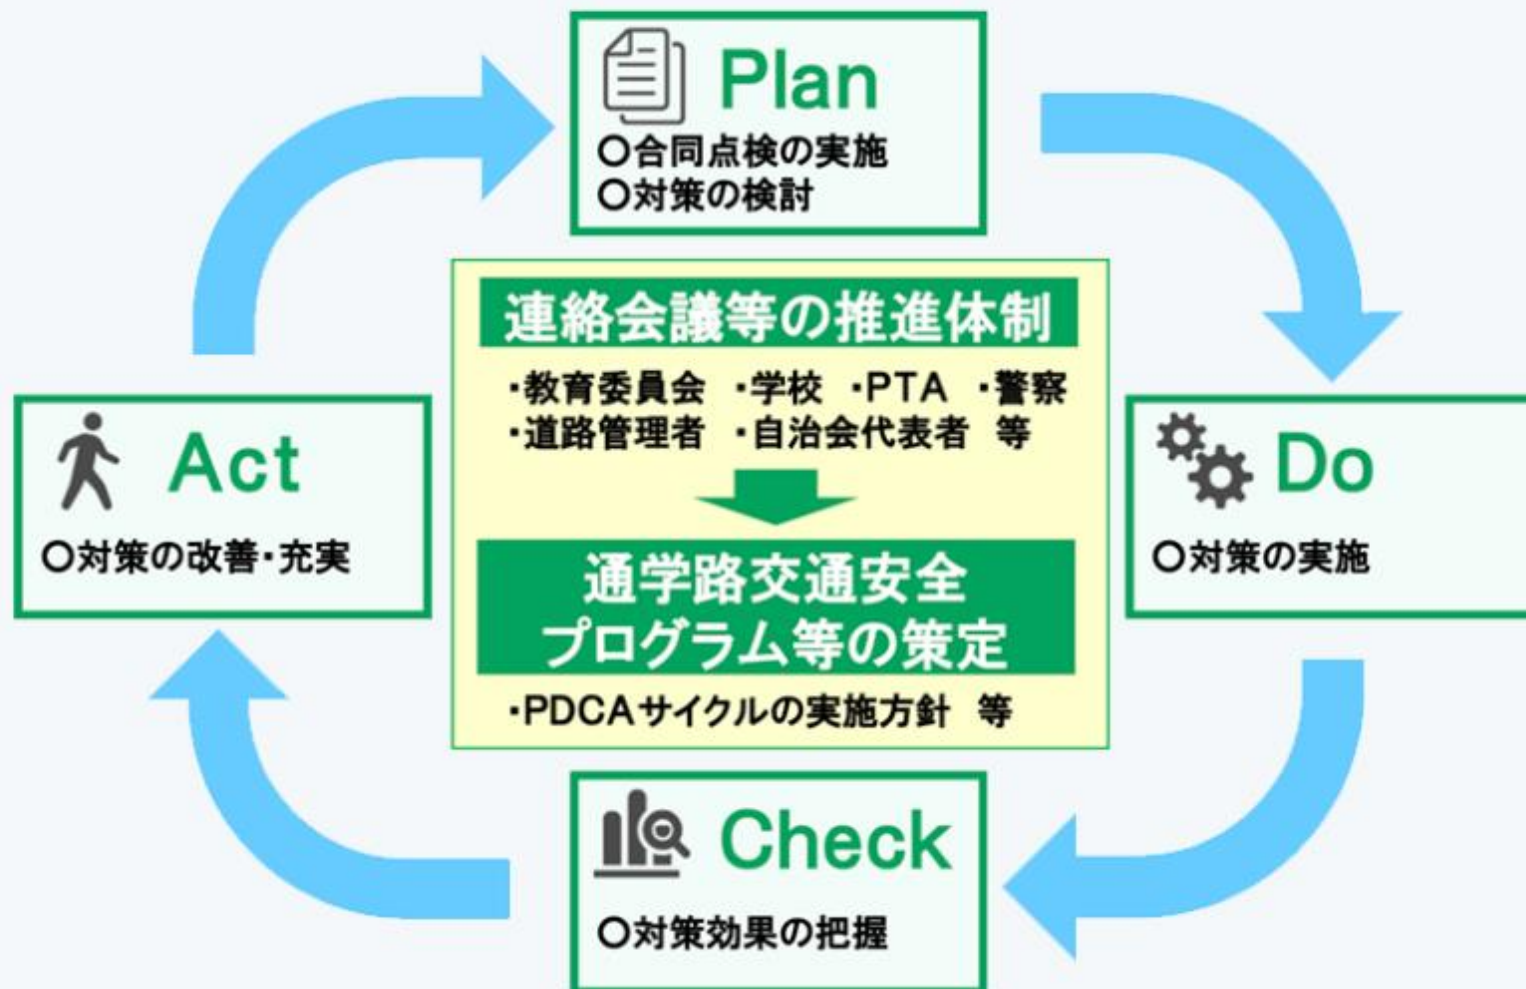 Plan
〇合同点検の実施
〇対策の検討
連絡会議等の推進体制
・教育委員会 ・学校 ・PTA ・警察
・道路管理者 ・自治会代表者 等
通学路交通安全
プログラム等の策定
・PDCAサイクルの実施方針 等
Act
〇対策の改善・充実
Do
〇対策の実施
Check
〇対策効果の把握